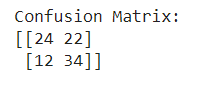 Confusion Matrix:
[[24 22]
 [12 34]]